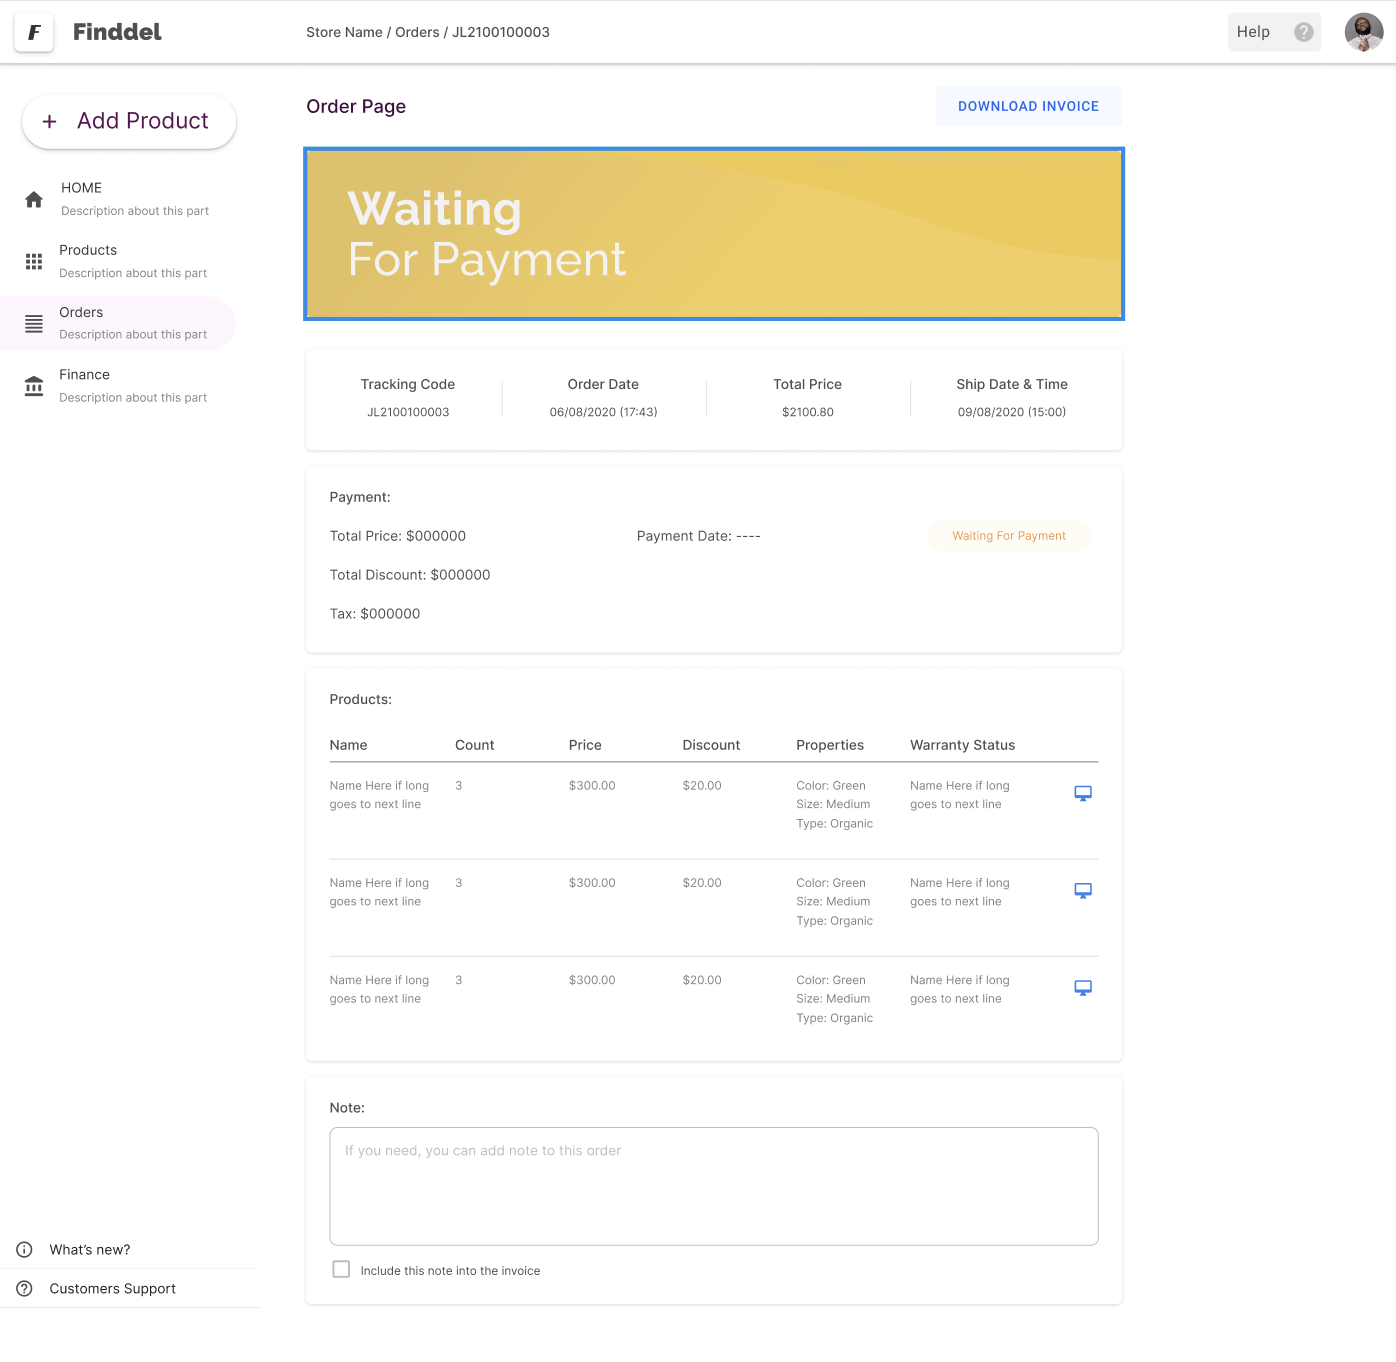 F
Finddel
Store Name / Orders / JL2100100003
Help
?
+ Add Product
HOME
Description about this part
Products
Description about this part
Orders
Description about this part
Finance
Description about this part
What's new?
Customers Support
Order Page
DOWNLOAD INVOICE
Waiting
For Payment
Tracking Code
JL2100100003
Order Date
06/08/2020 (17:43)
Total Price
$2100.80
Ship Date & Time
09/08/2020 (15:00)
Payment:
Total Price: $000000
Payment Date: ----
Waiting For Payment
Total Discount: $000000
Tax: $000000
Products:
Name Count Price Discount Properties Warranty Status
Name Here if long 3 $300.00 $20.00 Color: Green Name Here if long
goes to next line Size: Medium goes to next line
Type: Organic
Name Here if long 3 $300.00 $20.00 Color: Green Name Here if long
goes to next line Size: Medium goes to next line
Type: Organic
Name Here if long 3 $300.00 $20.00 Color: Green Name Here if long
goes to next line Size: Medium goes to next line
Type: Organic
Note:
If you need, you can add note to this order
Include this note into the invoice